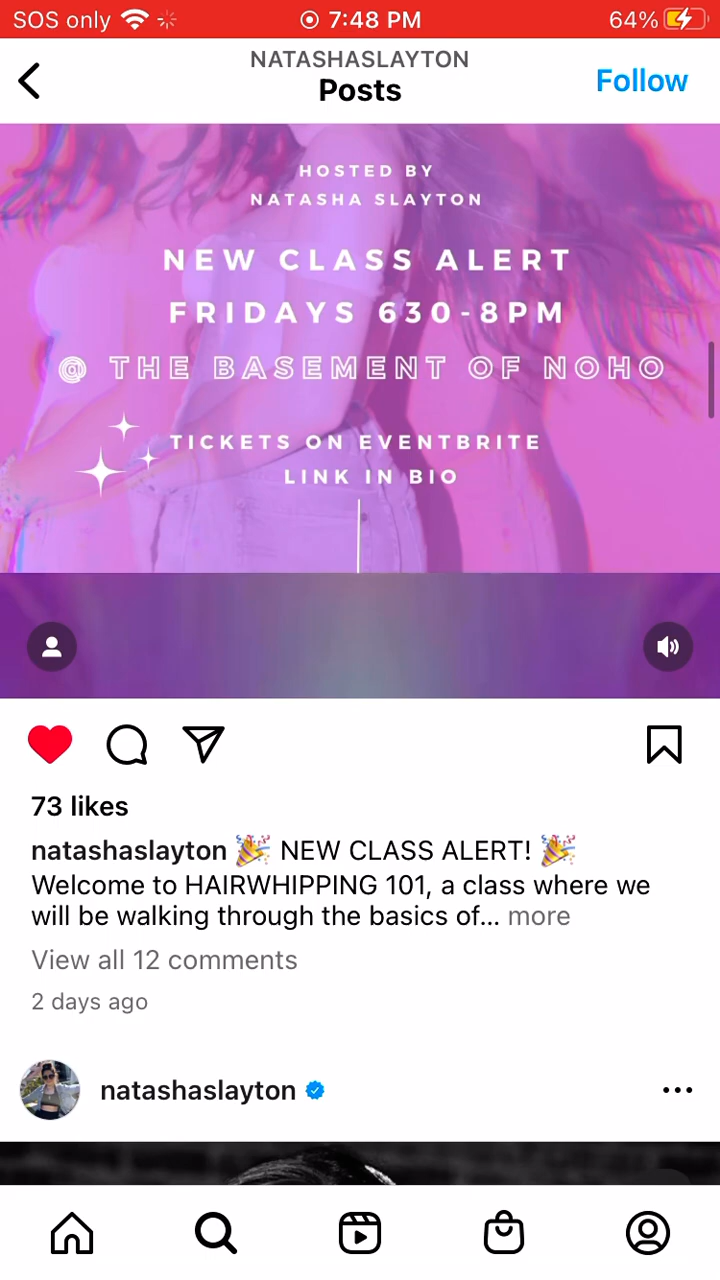 SOS only 7:48 PM 64%
NATASHASLAYTON
Posts
Follow
HOSTED BY
NATASHA SLAYTON
NEW CLASS ALERT
FRIDAYS 630-8PM
@ THE BASEMENT OF NOHO
TICKETS ON EVENTBRITE
LINK IN BIO
73 likes
natashaslayton 🎉 NEW CLASS ALERT! 🎉
Welcome to HAIRWHIPPING 101, a class where we
will be walking through the basics of... more
View all 12 comments
2 days ago
natashaslayton